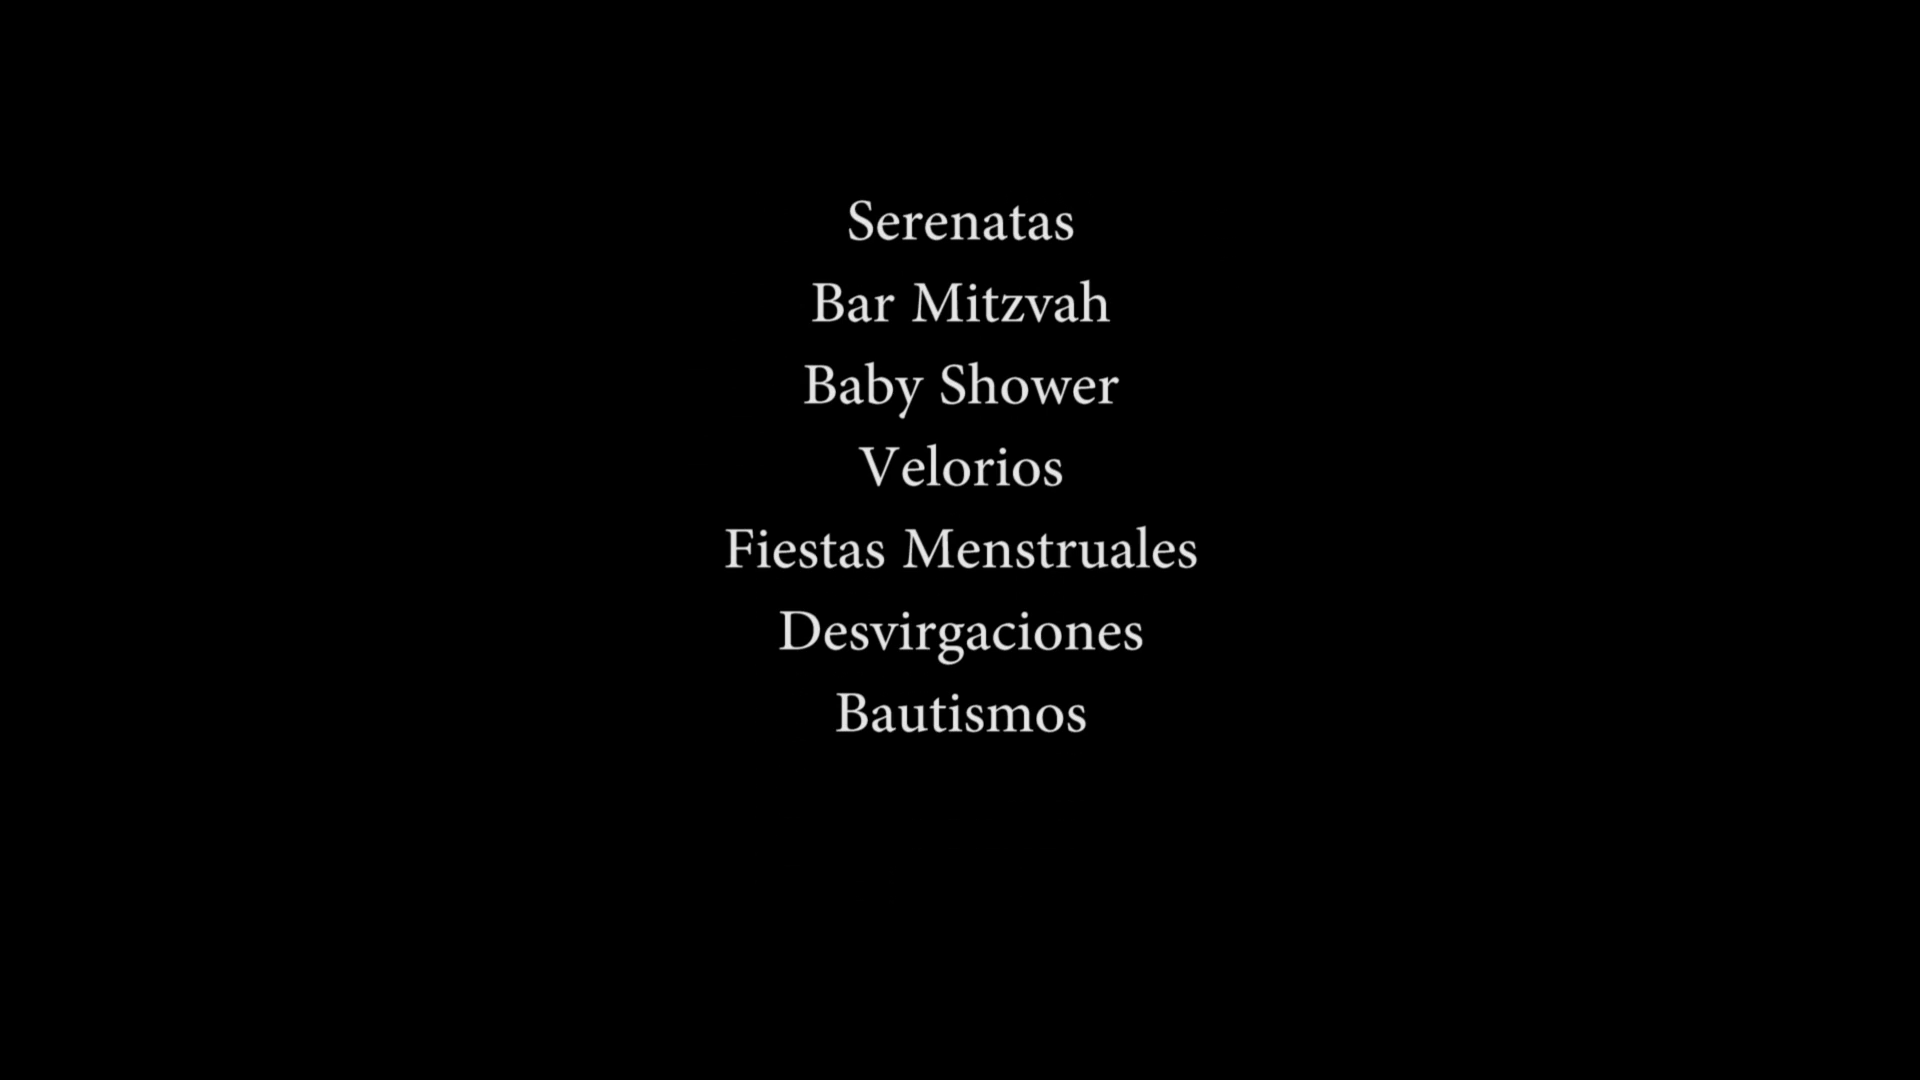 Serenatas
Bar Mitzvah
Baby Shower
Velorios
Fiestas Menstruales
Desvirgaciones
Bautismos